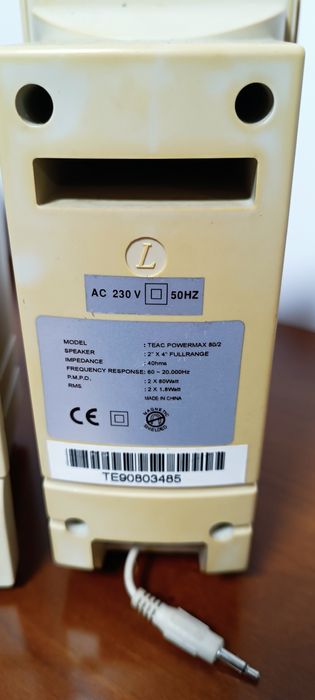 L
AC 230 V 50HZ
MODEL : TEAC POWERMAX 80/2
SPEAKER : 2" X 4" FULLRANGE
IMPEDANCE : 4Ohms
FREQUENCY RESPONSE: 60 ~ 20.000Hz
P.M.P.O. : 2 X 80Watt
RMS : 2 X 1.8Watt
MADE IN CHINA
CE
MAGNETIC
SHIELDED
TE90803485